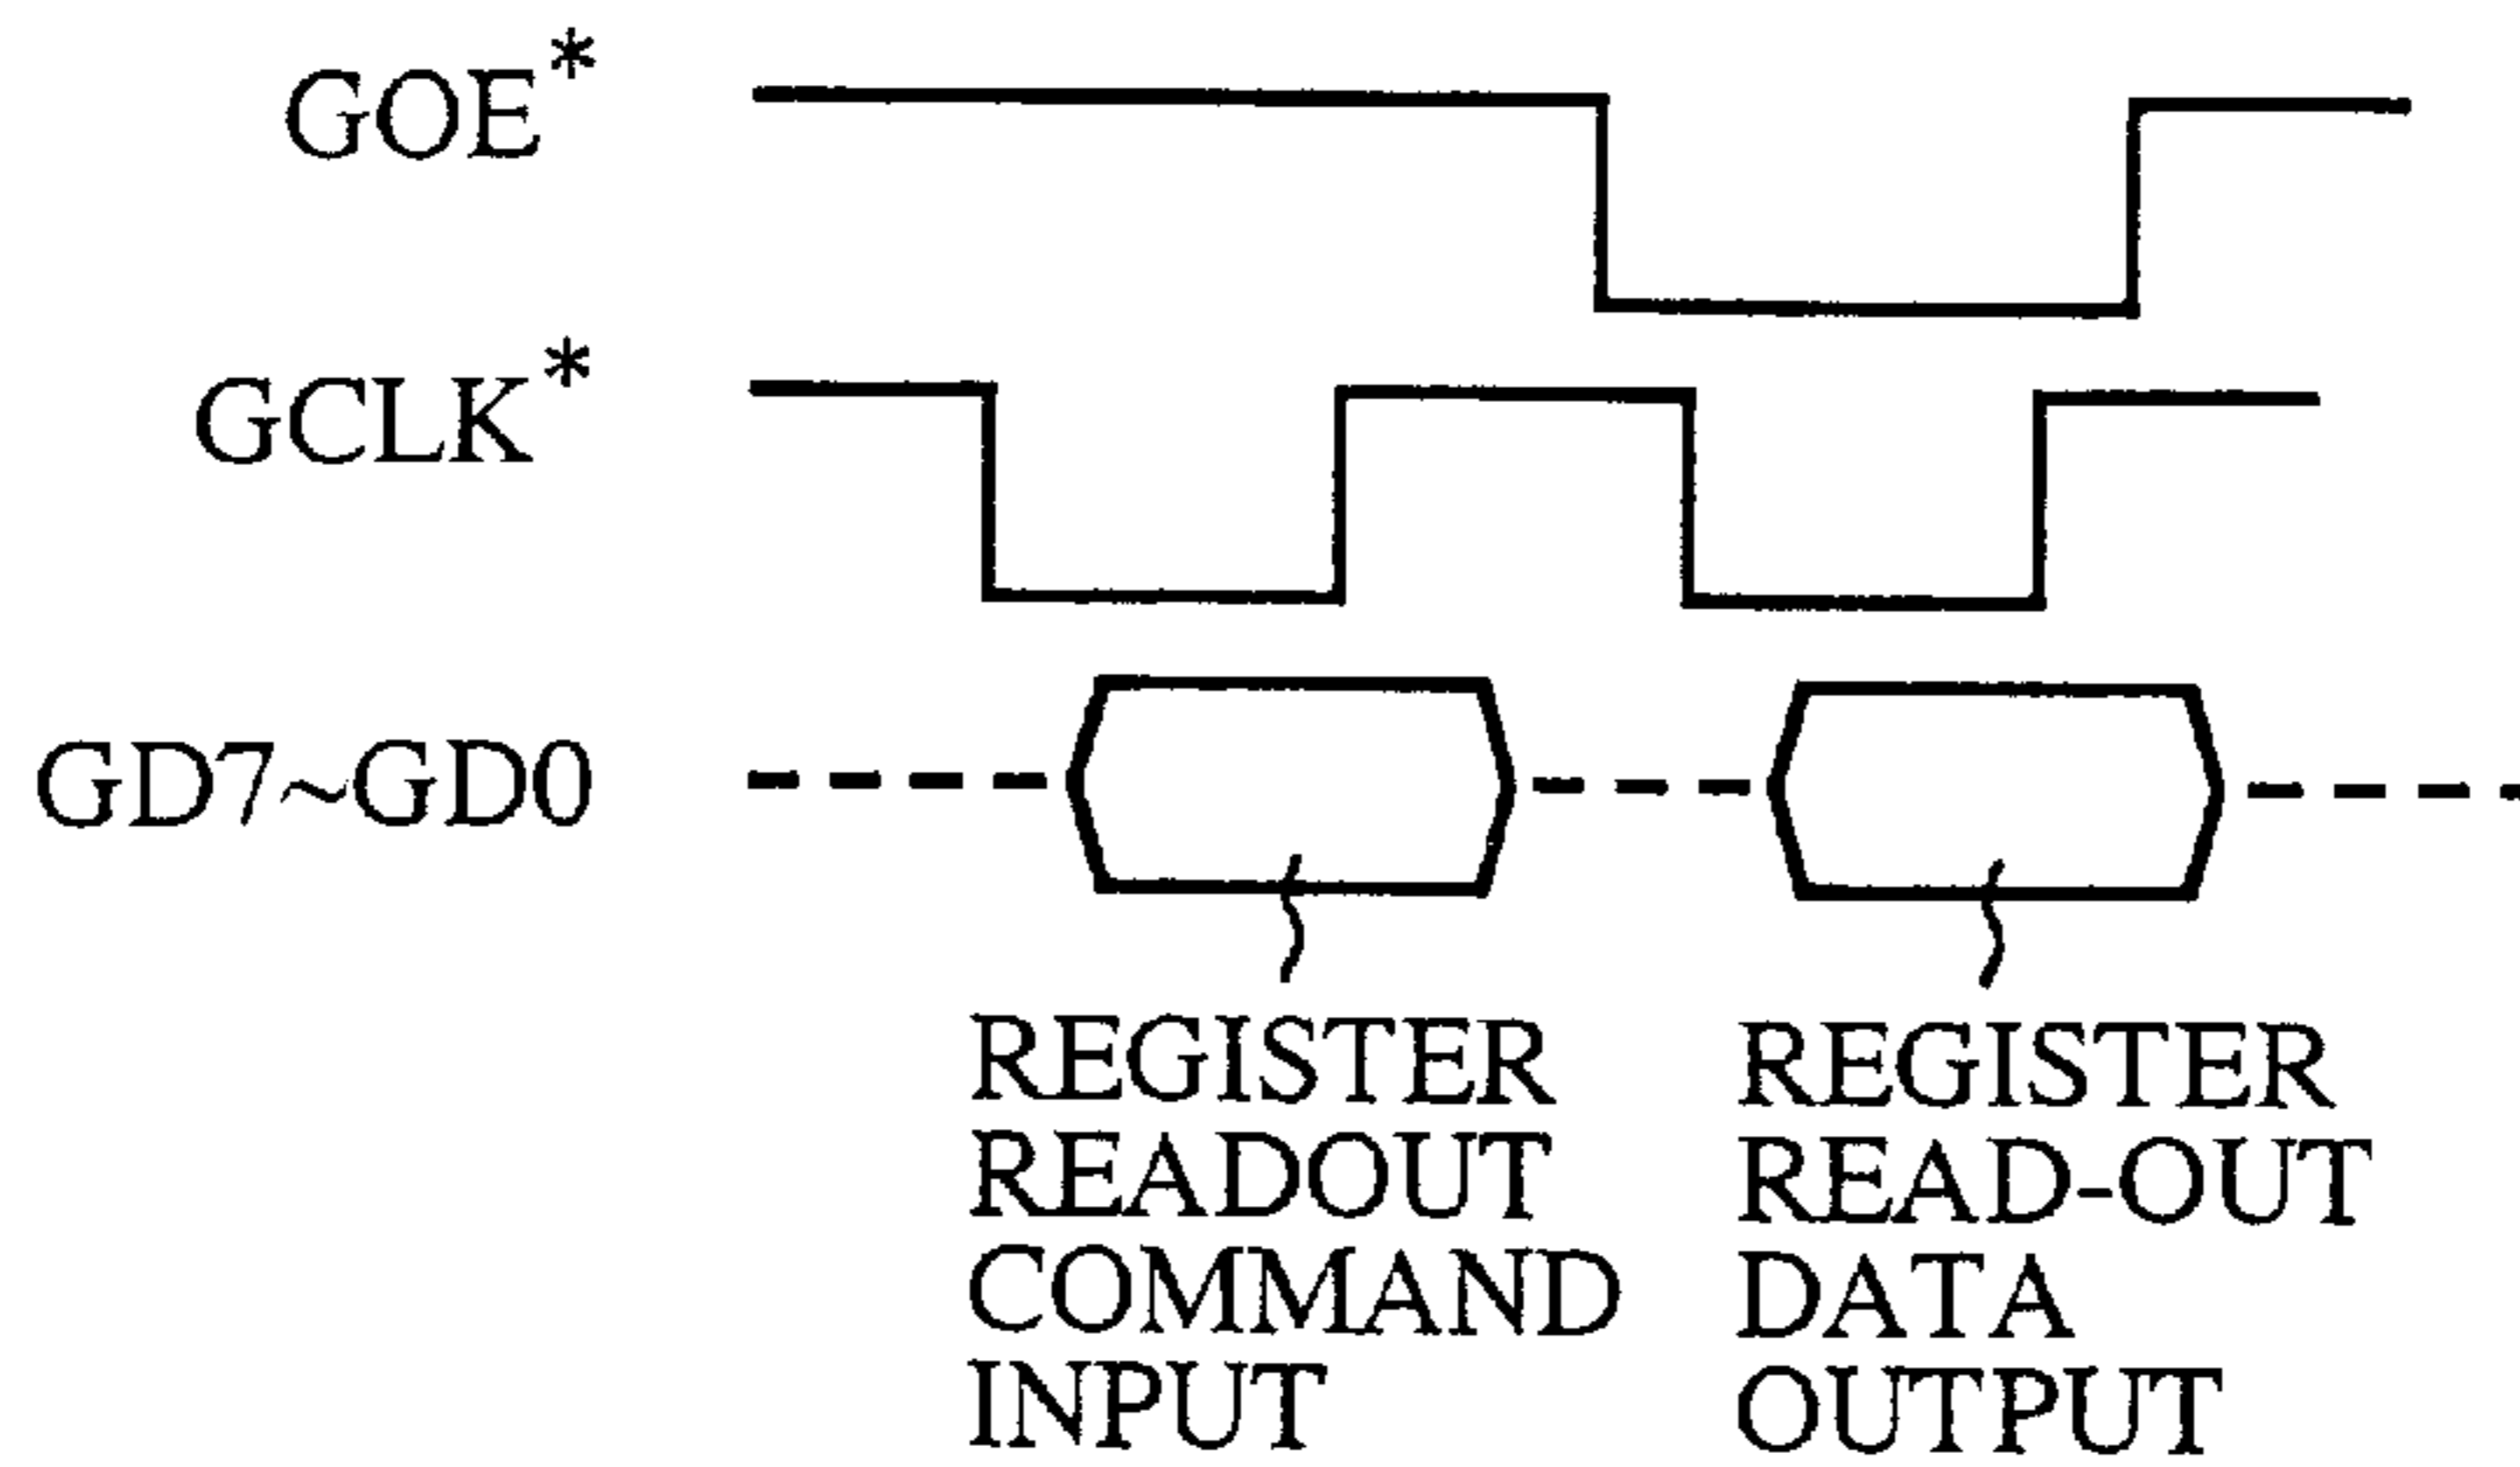 GOE*
GCLK*
GD7~GD0
REGISTER
READOUT
COMMAND
INPUT
REGISTER
READ-OUT
DATA
OUTPUT